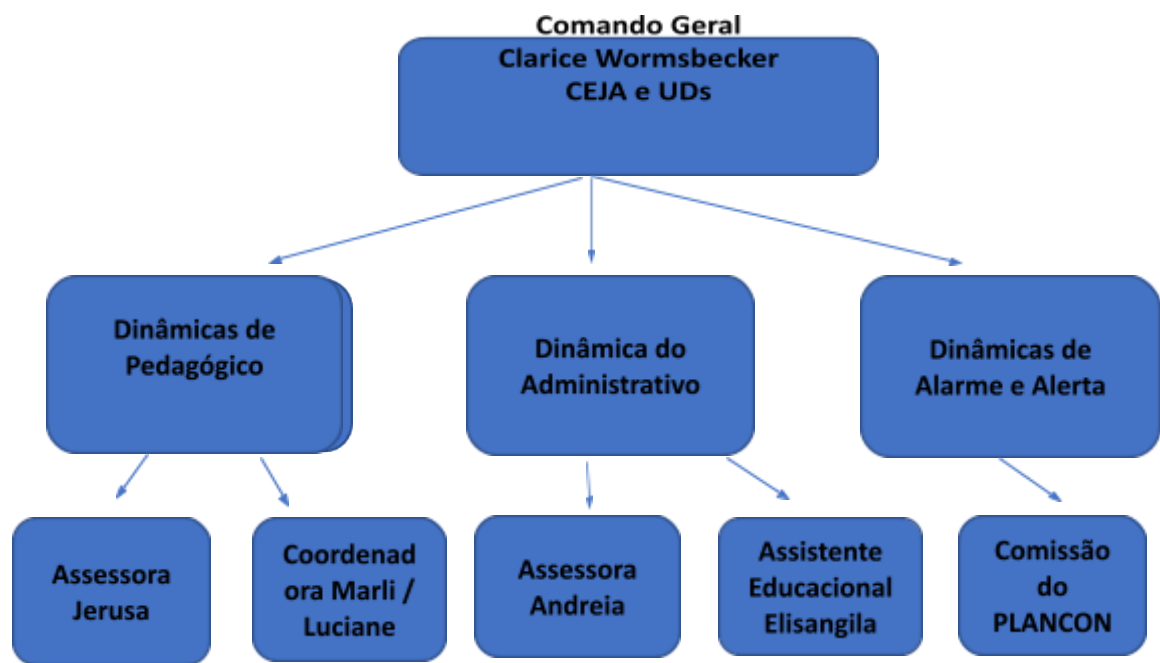 Comando Geral
Clarice Wormsbecker
CEJA e UDs
Dinâmicas de
Pedagógico
Dinâmica do
Administrativo
Dinâmicas de
Alarme e Alerta
Assessora
Jerusa
Coordenad
ora Marli /
Luciane
Assessora
Andreia
Assistente
Educacional
Elisangila
Comissão
do
PLANCON